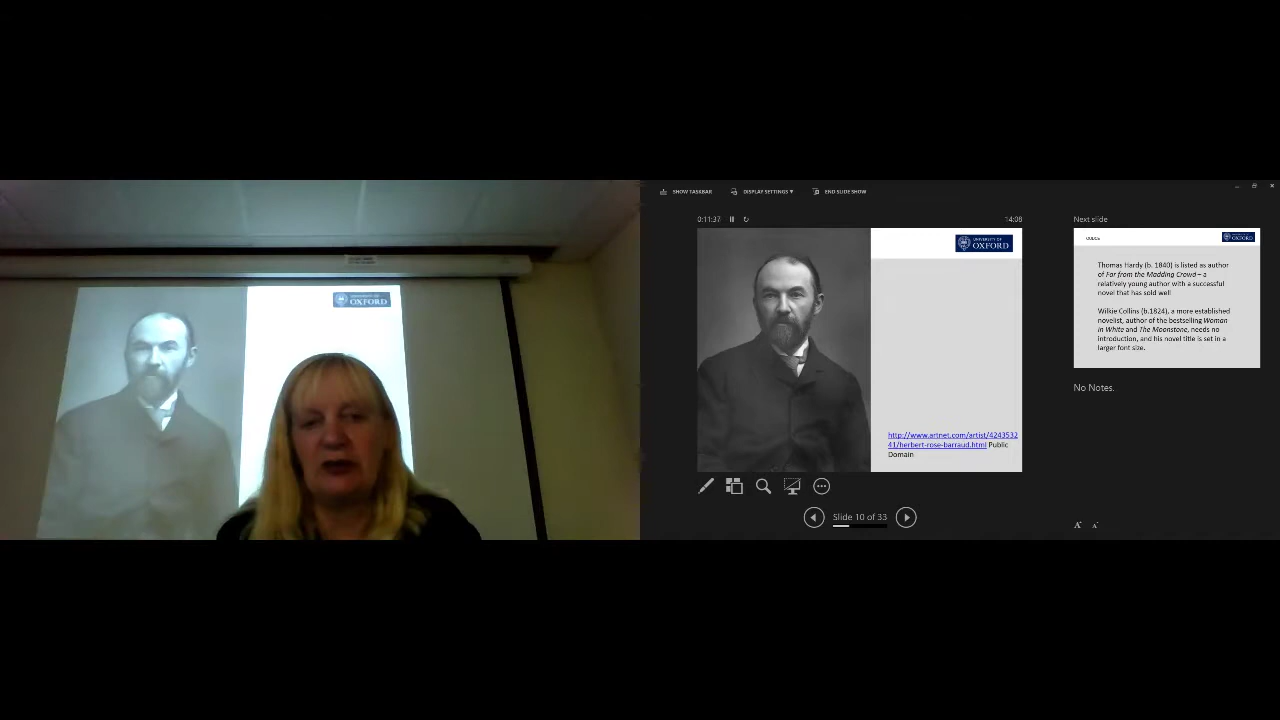 UNIVERSITY OF
OXFORD
SHOW TASKBAR
DISPLAY SETTINGS ▼
END SLIDE SHOW
0:11:37
14:08
UNIVERSITY OF
OXFORD
http://www.artnet.com/artist/4243532
41/herbert-rose-barraud.html Public
Domain
Slide 10 of 33
Next slide
OXFORD
Thomas Hardy (b. 1840) is listed as author
of Far from the Madding Crowd – a
relatively young author with a successful
novel that has sold well
Wilkie Collins (b.1824), a more established
novelist, author of the bestselling Woman
in White and The Moonstone, needs no
introduction, and his novel title is set in a
larger font size.
No Notes.
A A